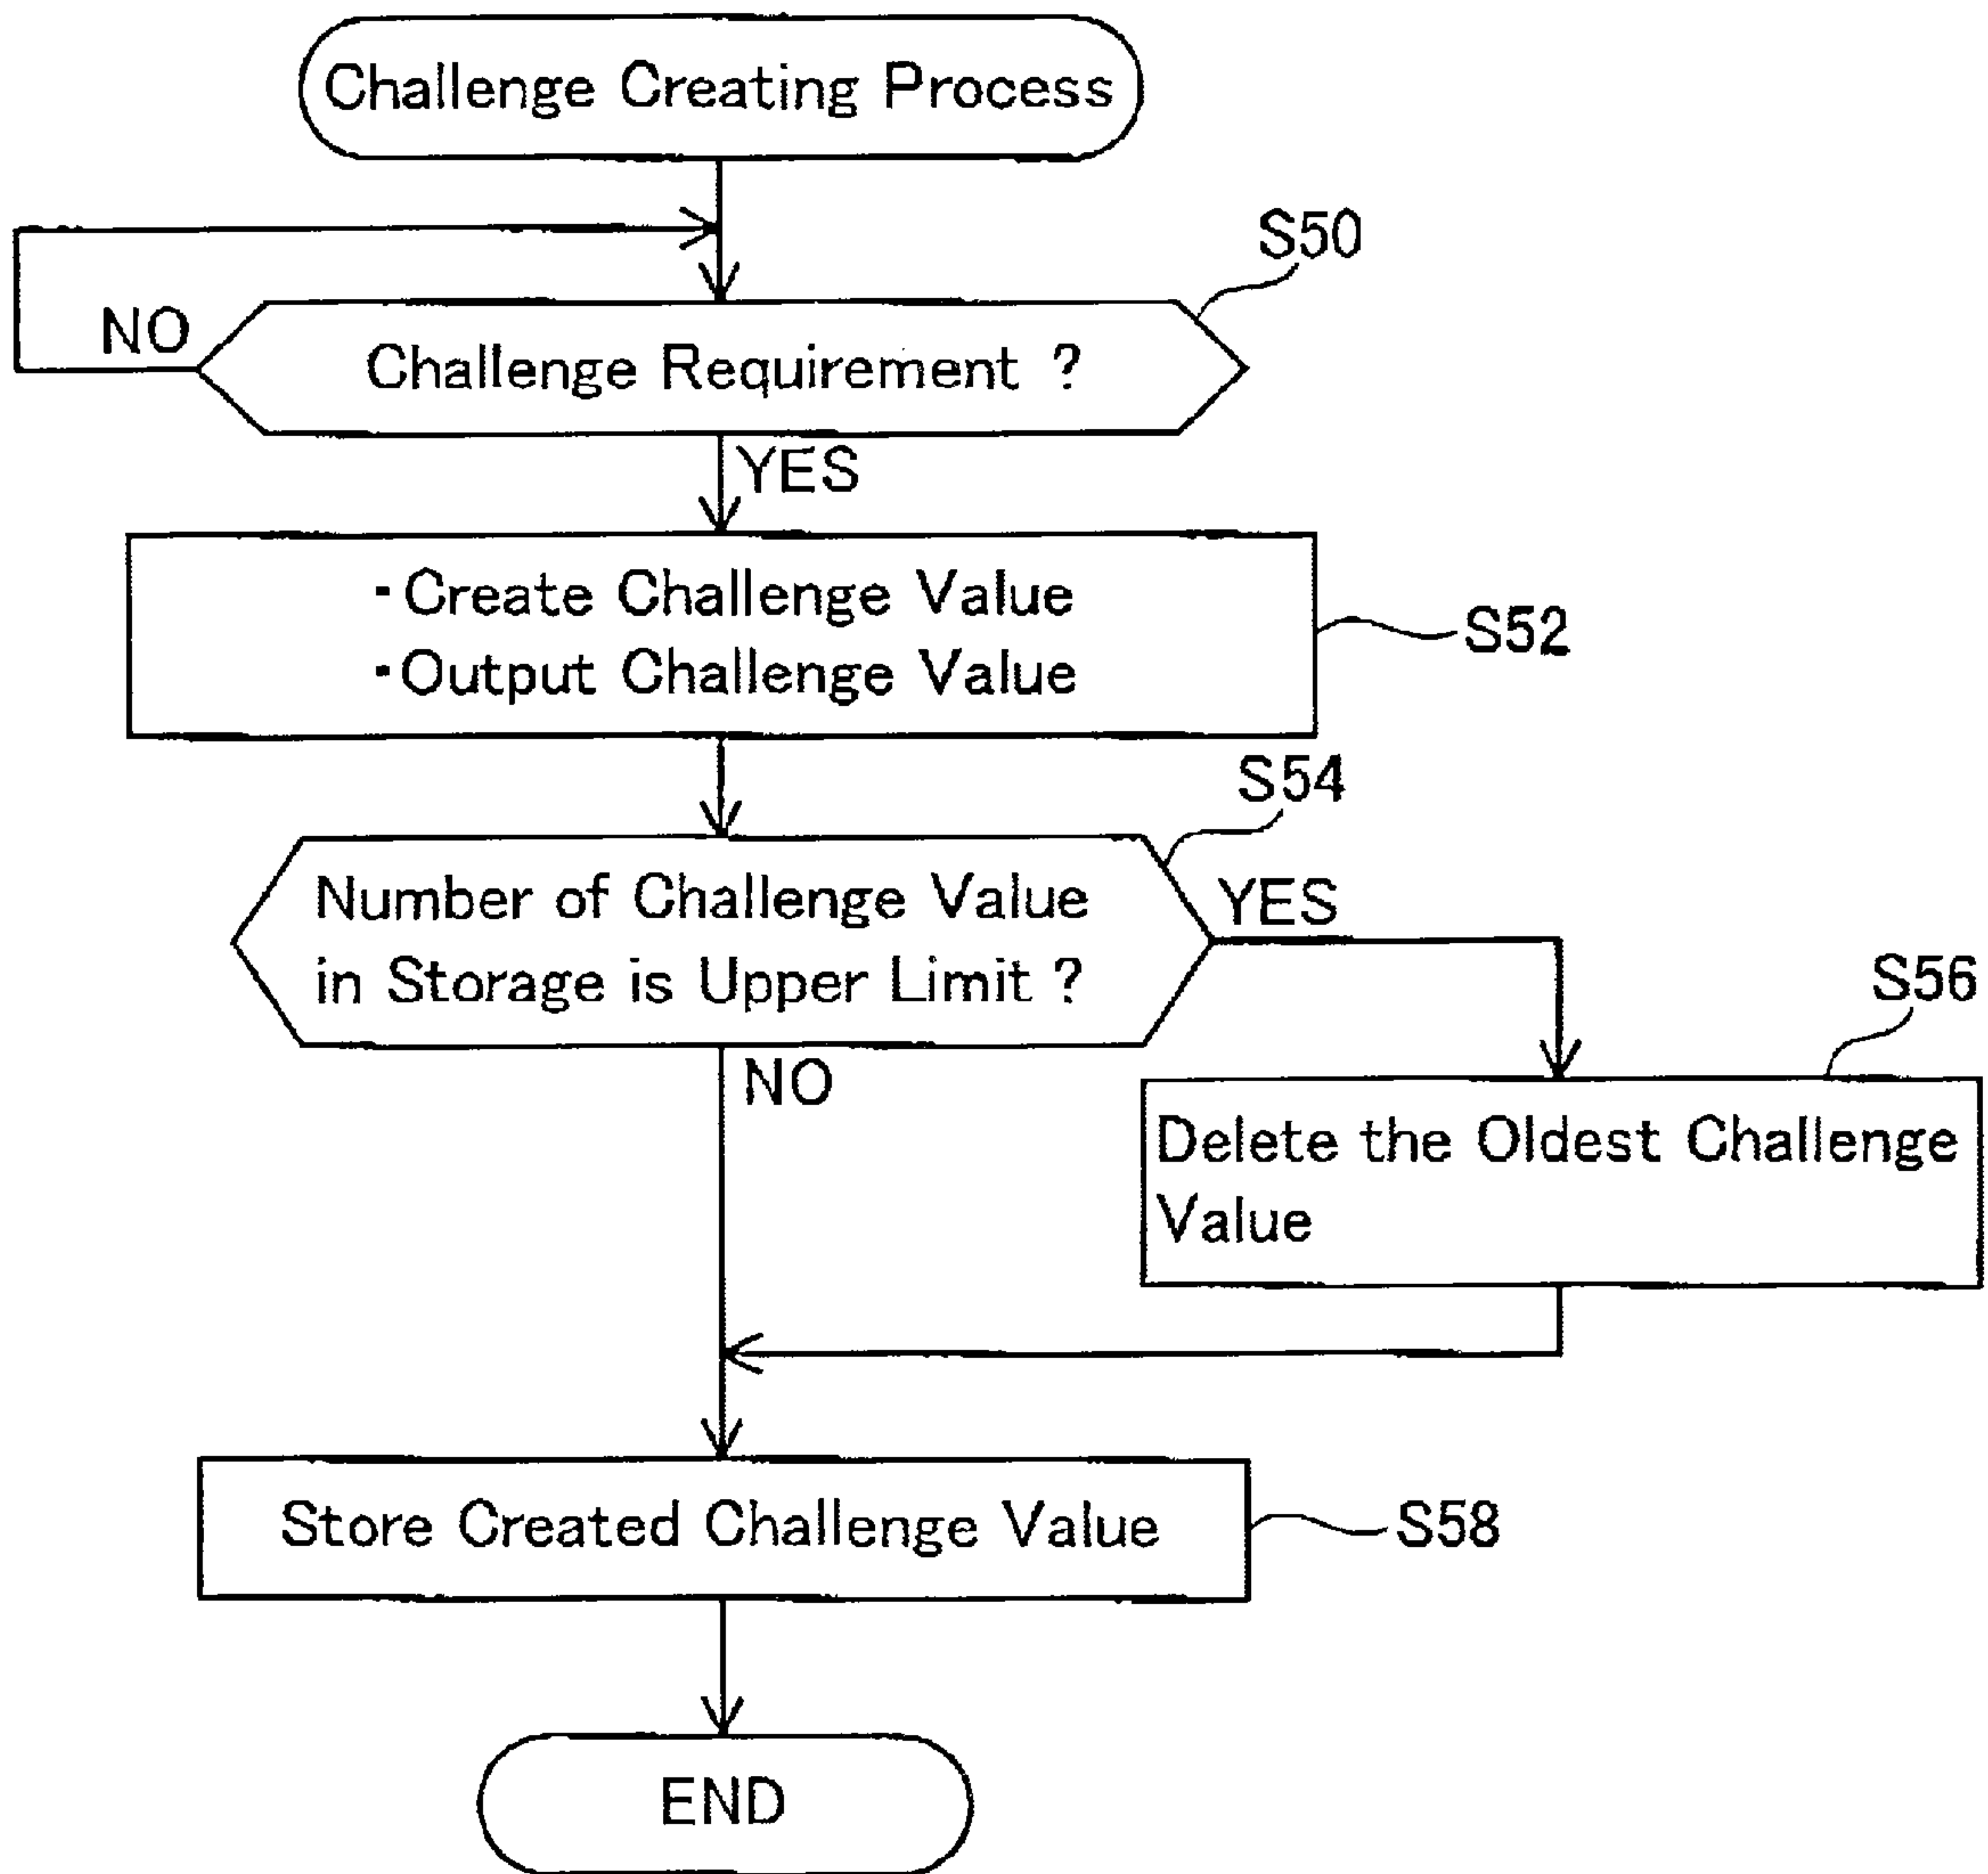 Challenge Creating Process
S50
NO
Challenge Requirement ?
YES
・Create Challenge Value
・Output Challenge Value
S52
S54
Number of Challenge Value
in Storage is Upper Limit ?
YES
S56
NO
Delete the Oldest Challenge
Value
Store Created Challenge Value
S58
END